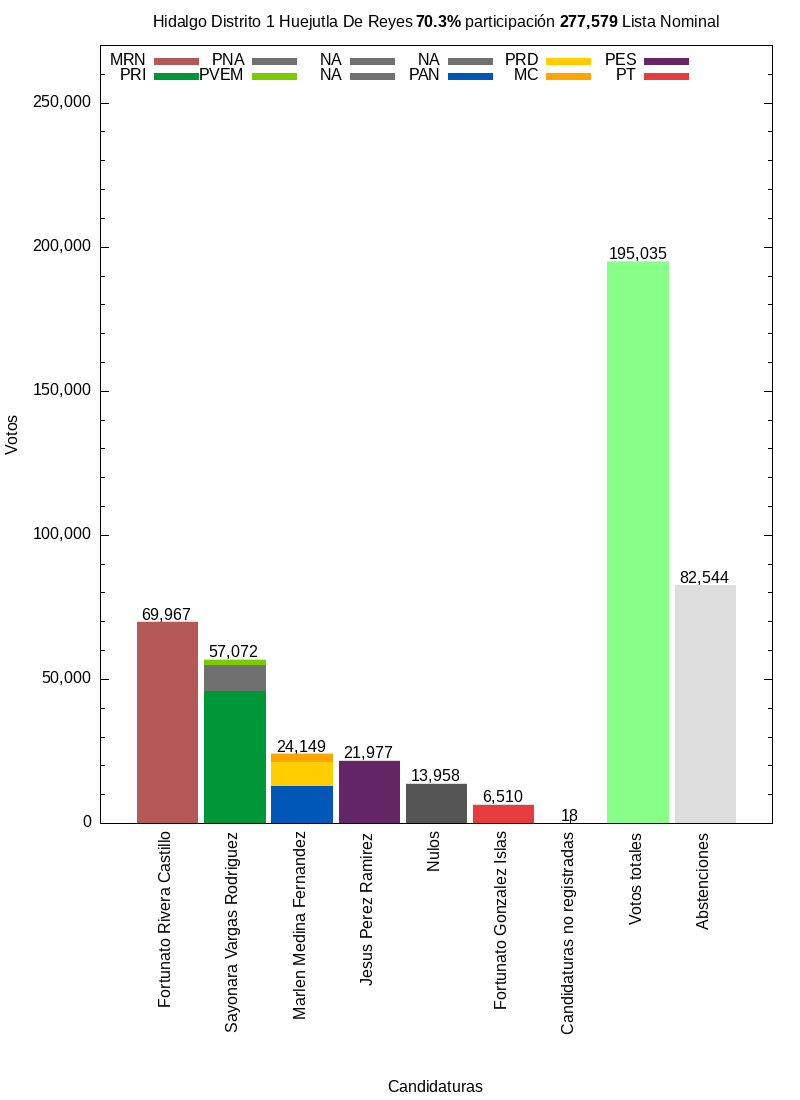 Hidalgo Distrito 1 Huejutla De Reyes 70.3% participación 277,579 Lista Nominal
MRN PNA NA NA PRD PES
PRI PVEM NA PAN MC PT
250,000
200,000
150,000
100,000
50,000
0
Votos
69,967
57,072
24,149
21,977
13,958
6,510
18
195,035
82,544
Fortunato Rivera Castillo
Sayonara Vargas Rodriguez
Marlen Medina Fernandez
Jesus Perez Ramirez
Nulos
Fortunato Gonzalez Islas
Candidaturas no registradas
Votos totales
Abstenciones
Candidaturas